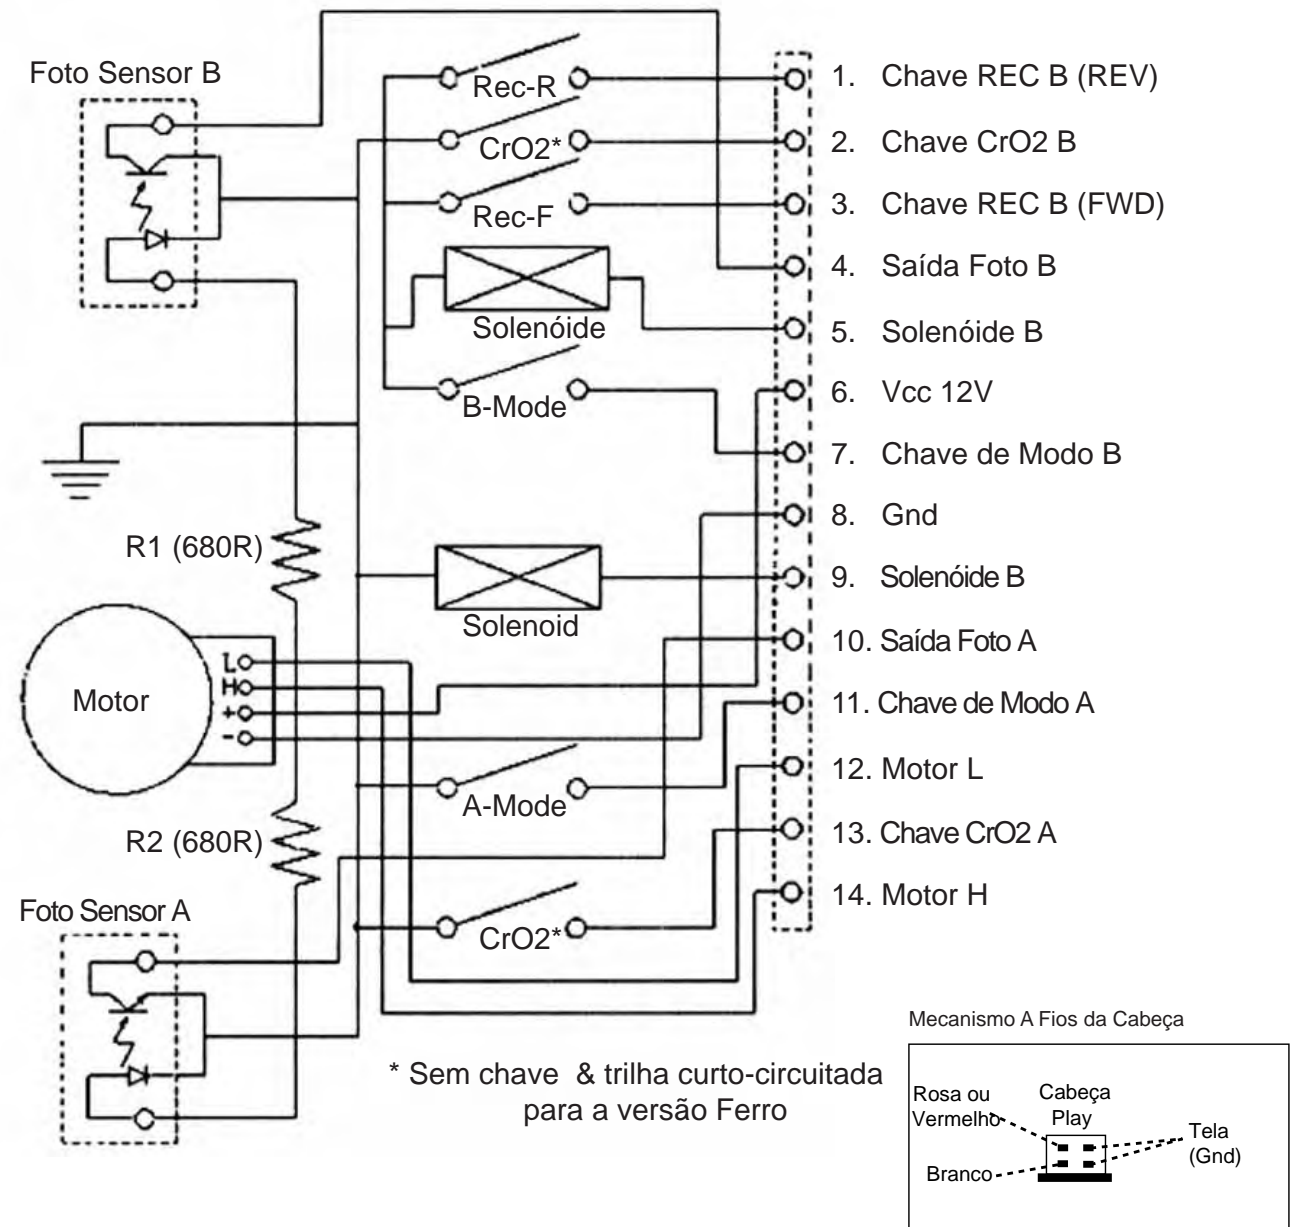 Foto Sensor B
Rec-R
CrO2*
Rec-F
Solenóide
B-Mode
R1 (680R)
Solenoid
L
H
+
-
Motor
A-Mode
R2 (680R)
CrO2*
Foto Sensor A
1. Chave REC B (REV)
2. Chave CrO2 B
3. Chave REC B (FWD)
4. Saída Foto B
5. Solenóide B
6. Vcc 12V
7. Chave de Modo B
8. Gnd
9. Solenóide B
10. Saída Foto A
11. Chave de Modo A
12. Motor L
13. Chave CrO2 A
14. Motor H
* Sem chave & trilha curto-circuitada
para a versão Ferro
Mecanismo A Fios da Cabeça
Rosa ou
Vermelho
Cabeça
Play
Tela
(Gnd)
Branco